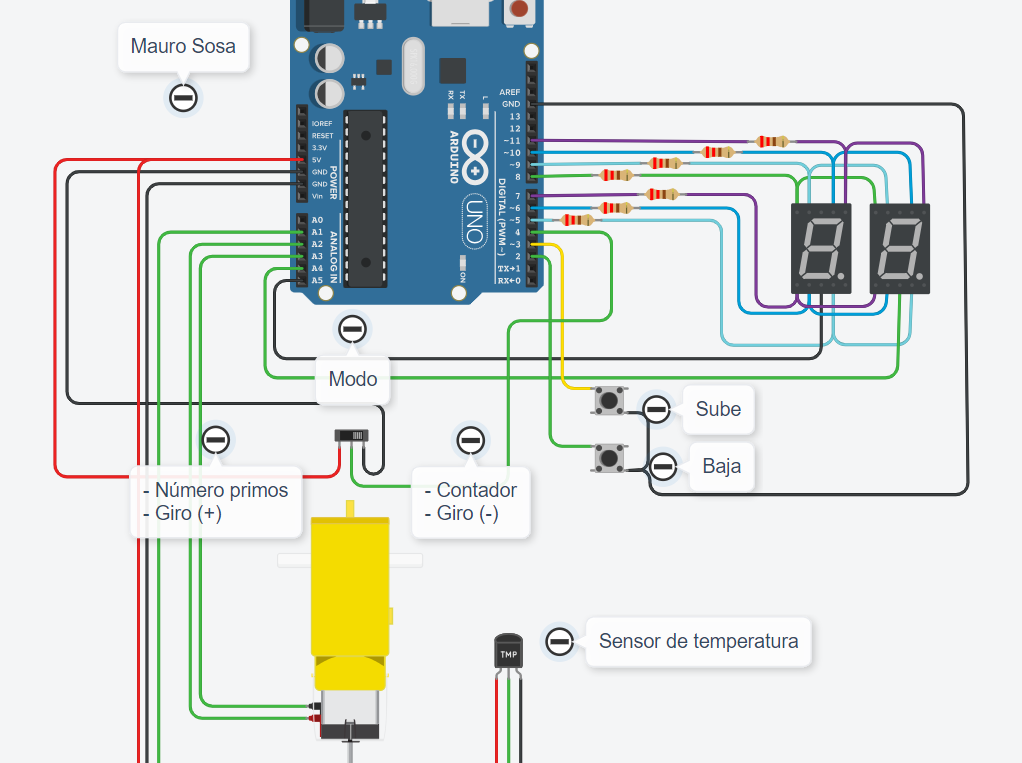 Mauro Sosa
RX
TX
L
AREF
GND
13
12
~11
~10
~9
8
7
~6
~5
4
~3
2
TX→1
RX←0
DIGITAL (PWM~)
ARDUINO
UNO
ON
IOREF
RESET
3.3V
5V
GND
GND
Vin
POWER
A0
A1
A2
A3
A4
A5
ANALOG IN
Modo
Sube
Baja
- Número primos
- Giro (+)
- Contador
- Giro (-)
TMP
Sensor de temperatura